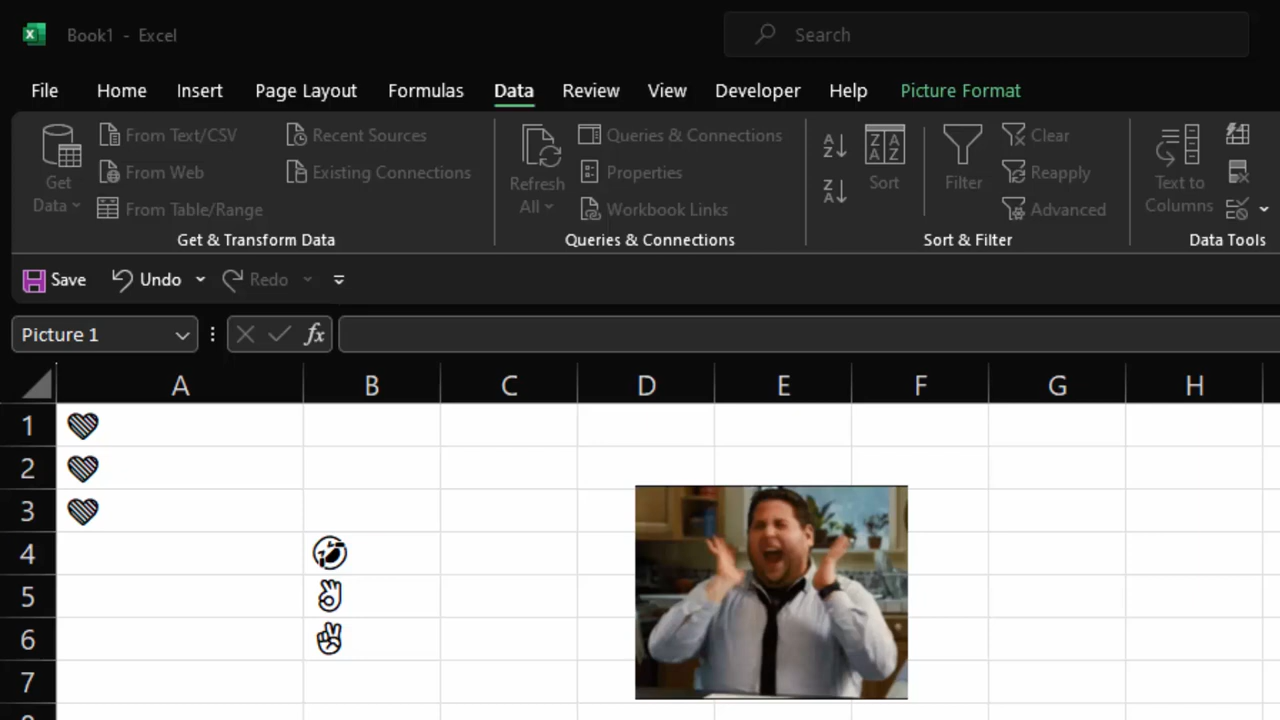 Book1 - Excel
Search
File Home Insert Page Layout Formulas Data Review View Developer Help Picture Format
Get Data
From Text/CSV
From Web
From Table/Range
Recent Sources
Existing Connections
Get & Transform Data
Refresh All
Queries & Connections
Properties
Workbook Links
Queries & Connections
Sort
Filter
Clear
Reapply
Advanced
Sort & Filter
Text to Columns
Data Tools
Save Undo Redo
Picture 1 fx
A B C D E F G H
1 🖤
2 🖤
3 🖤
4 🤣
5 👌
6 ✌
7